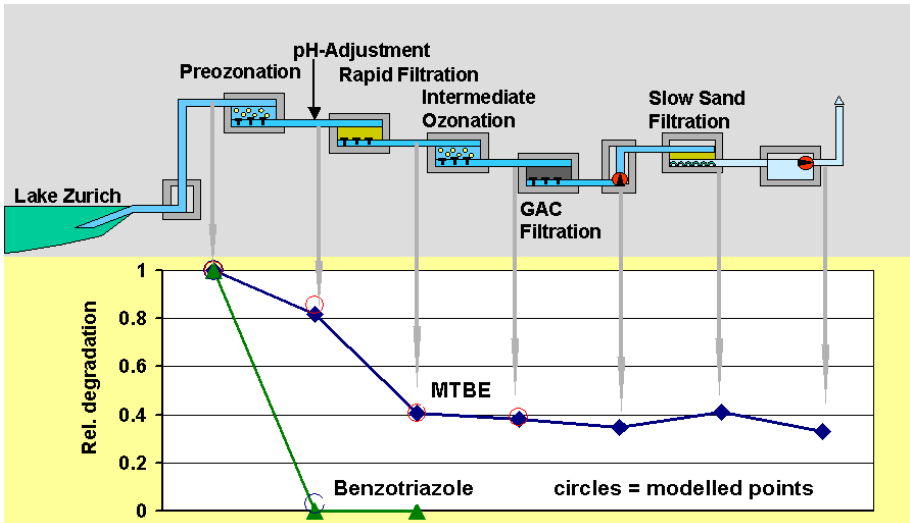 pH-Adjustment
Preozonation
Rapid Filtration
Intermediate
Ozonation
Slow Sand
Filtration
Lake Zurich
GAC
Filtration
Rel. degradation
1
0.8
0.6
0.4
0.2
0
MTBE
Benzotriazole
circles = modelled points